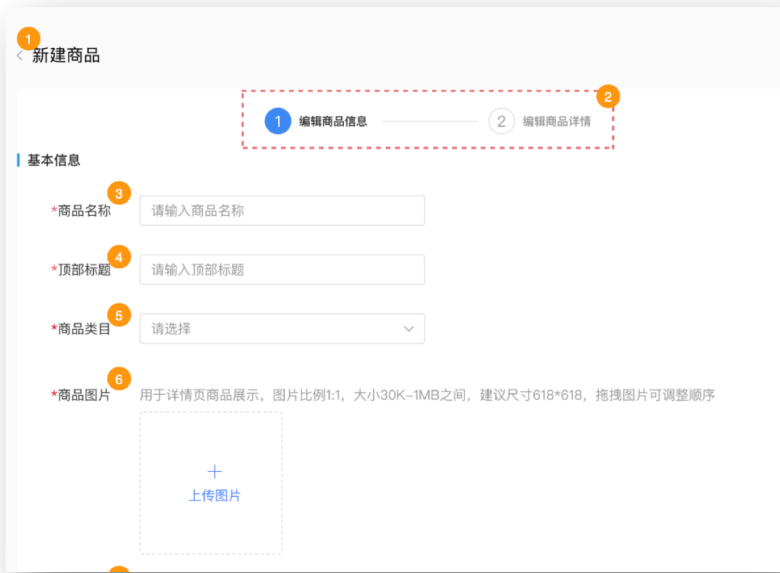 1
新建商品
2
1 编辑商品信息 2 编辑商品详情
基本信息
3
*商品名称 请输入商品名称
4
*顶部标题 请输入顶部标题
5
*商品类目 请选择
6
*商品图片 用于详情页商品展示，图片比例1:1，大小30K-1MB之间，建议尺寸618*618，拖拽图片可调整顺序
上传图片